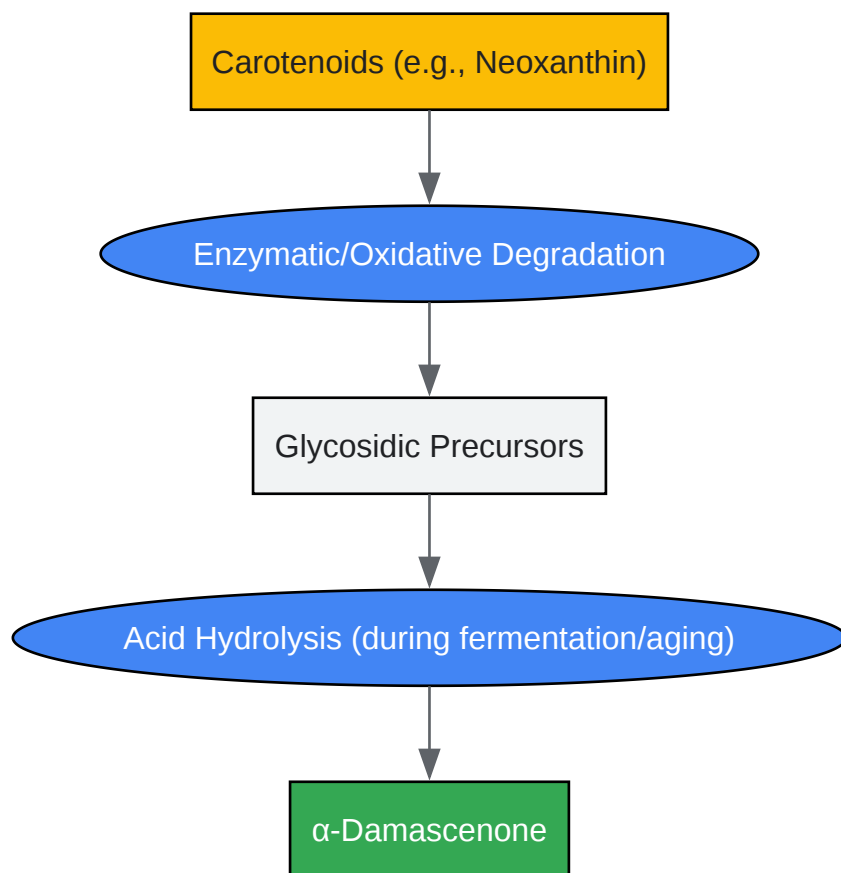 Carotenoids (e.g., Neoxanthin)
Enzymatic/Oxidative Degradation
Glycosidic Precursors
Acid Hydrolysis (during fermentation/aging)
α-Damascenone